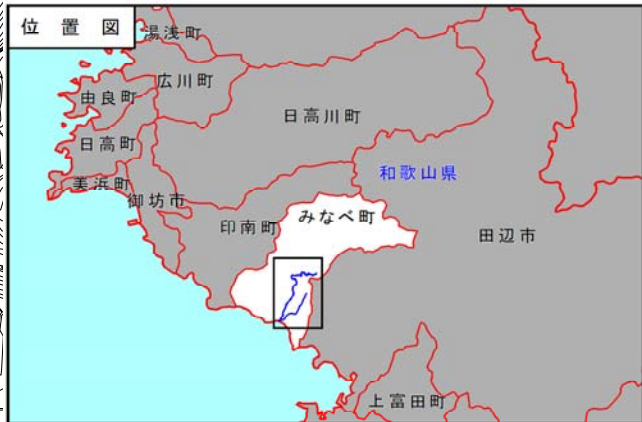 位置図
湯浅町
広川町
由良町
日高川町
日高町
和歌山県
美浜町
御坊市
みなべ町
印南町
田辺市
上富田町